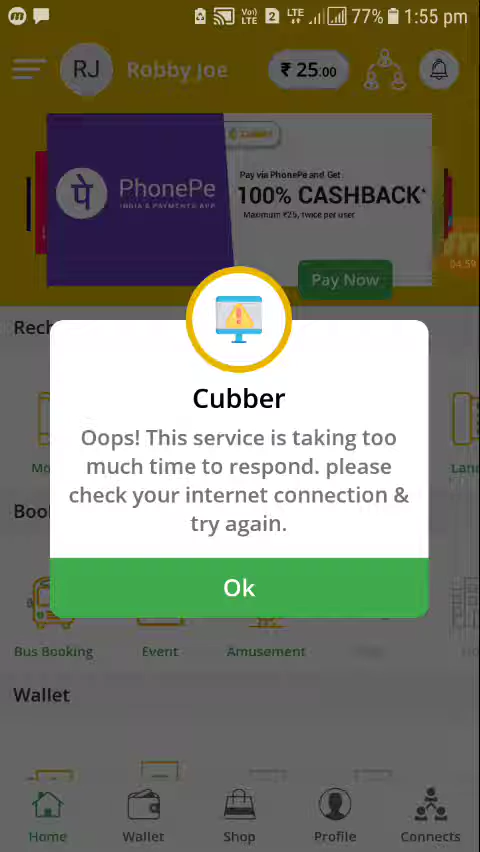 77% 1:55 pm
RJ Robby Joe ₹ 25.00
CUBBER
पे PhonePe
INDIA'S PAYMENTS APP
Pay via PhonePe and Get
100% CASHBACK*
Maximum ₹25, twice per user
04:59
Pay Now
Cubber
Oops! This service is taking too
much time to respond. please
check your internet connection &
try again.
Ok
Bus Booking Event Amusement
Wallet
Home Wallet Shop Profile Connects